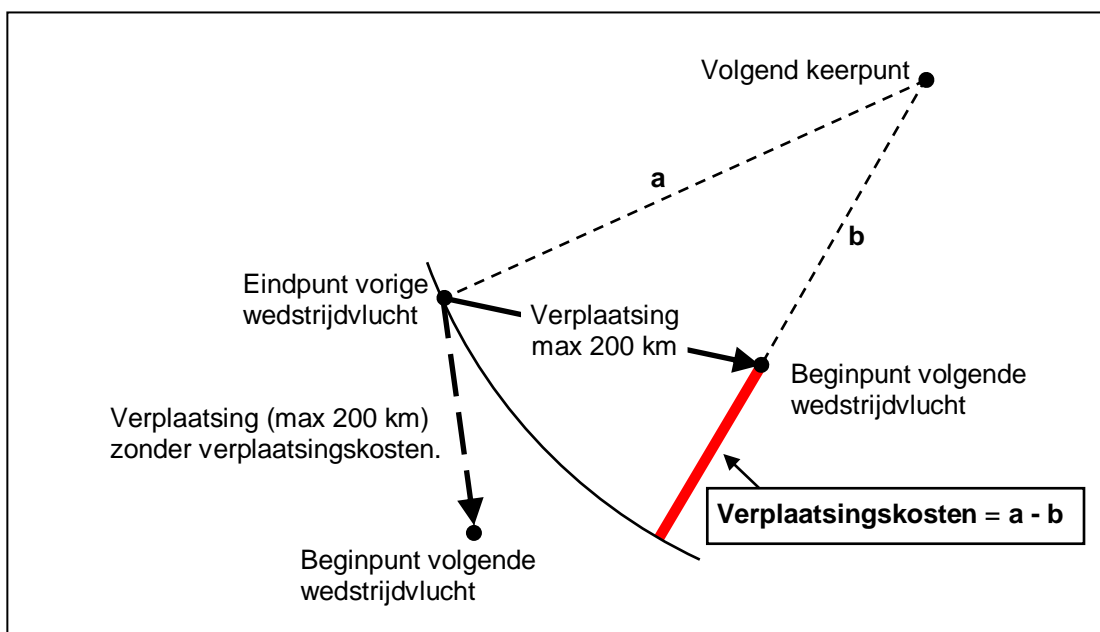 Volgend keerpunt
a
b
Eindpunt vorige
wedstrijdvlucht
Verplaatsing
max 200 km
Beginpunt volgende
wedstrijdvlucht
Verplaatsing (max 200 km)
zonder verplaatsingskosten.
Verplaatsingskosten = a - b
Beginpunt volgende
wedstrijdvlucht